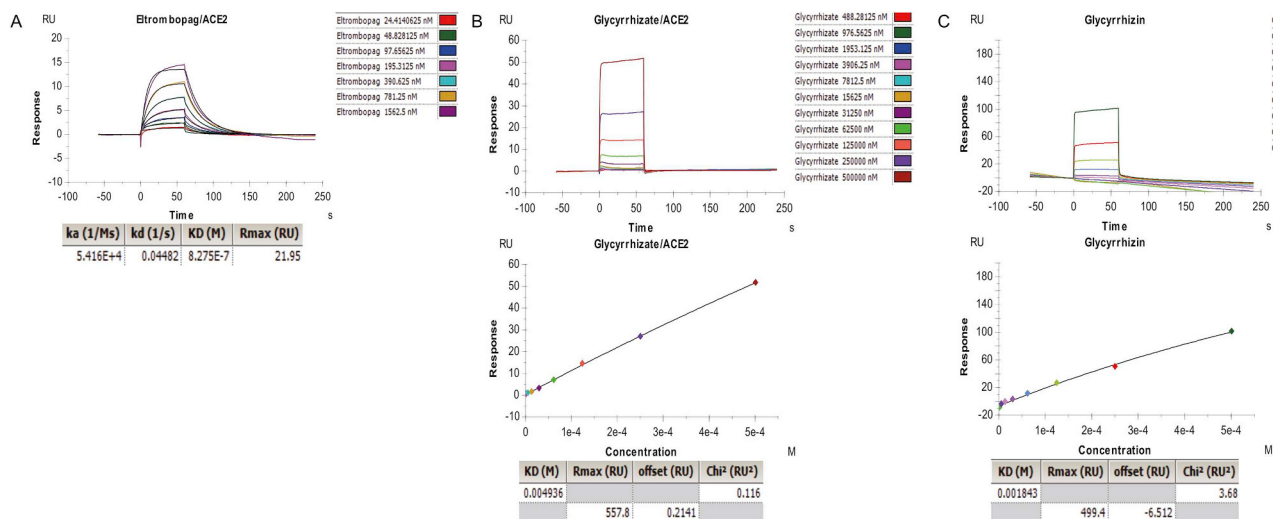 A
RU
Eltrombopag/ACE2
20
15
10
5
0
-5
-10
Response
-100 -50 0 50 100 150 200 250
Time
s
Eltrombopag 24.4140625 nM
Eltrombopag 48.828125 nM
Eltrombopag 97.65625 nM
Eltrombopag 195.3125 nM
Eltrombopag 390.625 nM
Eltrombopag 781.25 nM
Eltrombopag 1562.5 nM
ka (1/Ms) kd (1/s) KD (M) Rmax (RU)
5.416E+4 0.04482 8.275E-7 21.95
B
RU
Glycyrrhizate/ACE2
60
50
40
30
20
10
0
-10
Response
-100 -50 0 50 100 150 200 250
Time
s
Glycyrrhizate 488.28125 nM
Glycyrrhizate 976.5625 nM
Glycyrrhizate 1953.125 nM
Glycyrrhizate 3906.25 nM
Glycyrrhizate 7812.5 nM
Glycyrrhizate 15625 nM
Glycyrrhizate 31250 nM
Glycyrrhizate 62500 nM
Glycyrrhizate 125000 nM
Glycyrrhizate 250000 nM
Glycyrrhizate 500000 nM
RU
Glycyrrhizate/ACE2
60
50
40
30
20
10
0
-10
Response
0 1e-4 2e-4 3e-4 4e-4 5e-4
Concentration
M
KD (M) Rmax (RU) offset (RU) Chi² (RU²)
0.004936 0.116
557.8 0.2141
C
RU
Glycyrrhizin
180
140
100
60
20
-20
Response
-100 -50 0 50 100 150 200 250
Time
s
RU
Glycyrrhizin
180
140
100
60
20
-20
Response
0 1e-4 2e-4 3e-4 4e-4 5e-4
Concentration
M
KD (M) Rmax (RU) offset (RU) Chi² (RU²)
0.001843 3.68
499.4 -6.512